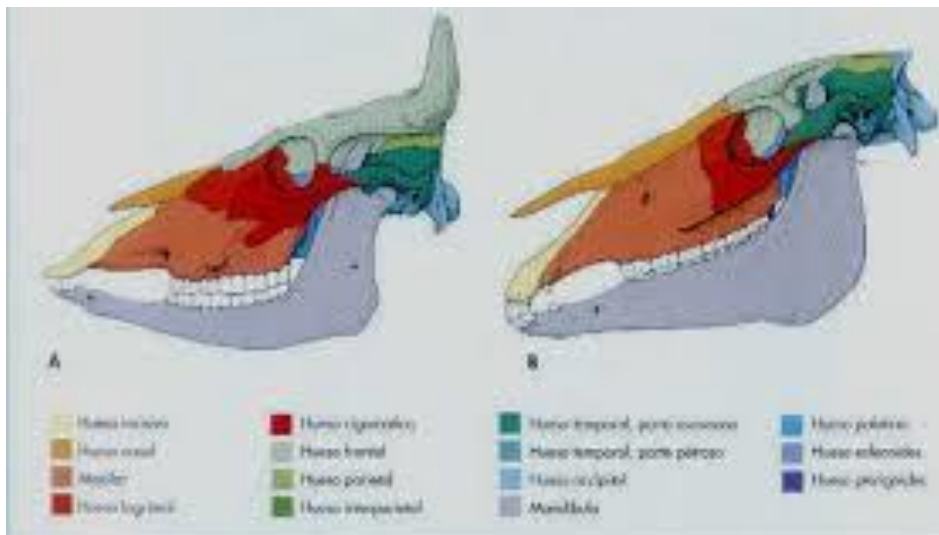 A
B
Hueso incisivo
Hueso nasal
Maxilar
Hueso lagrimal
Hueso cigomático
Hueso frontal
Hueso parietal
Hueso interparietal
Hueso temporal, parte escamosa
Hueso temporal, parte petrosa
Hueso occipital
Mandíbula
Hueso palatino
Hueso esfenoides
Hueso pterigoides